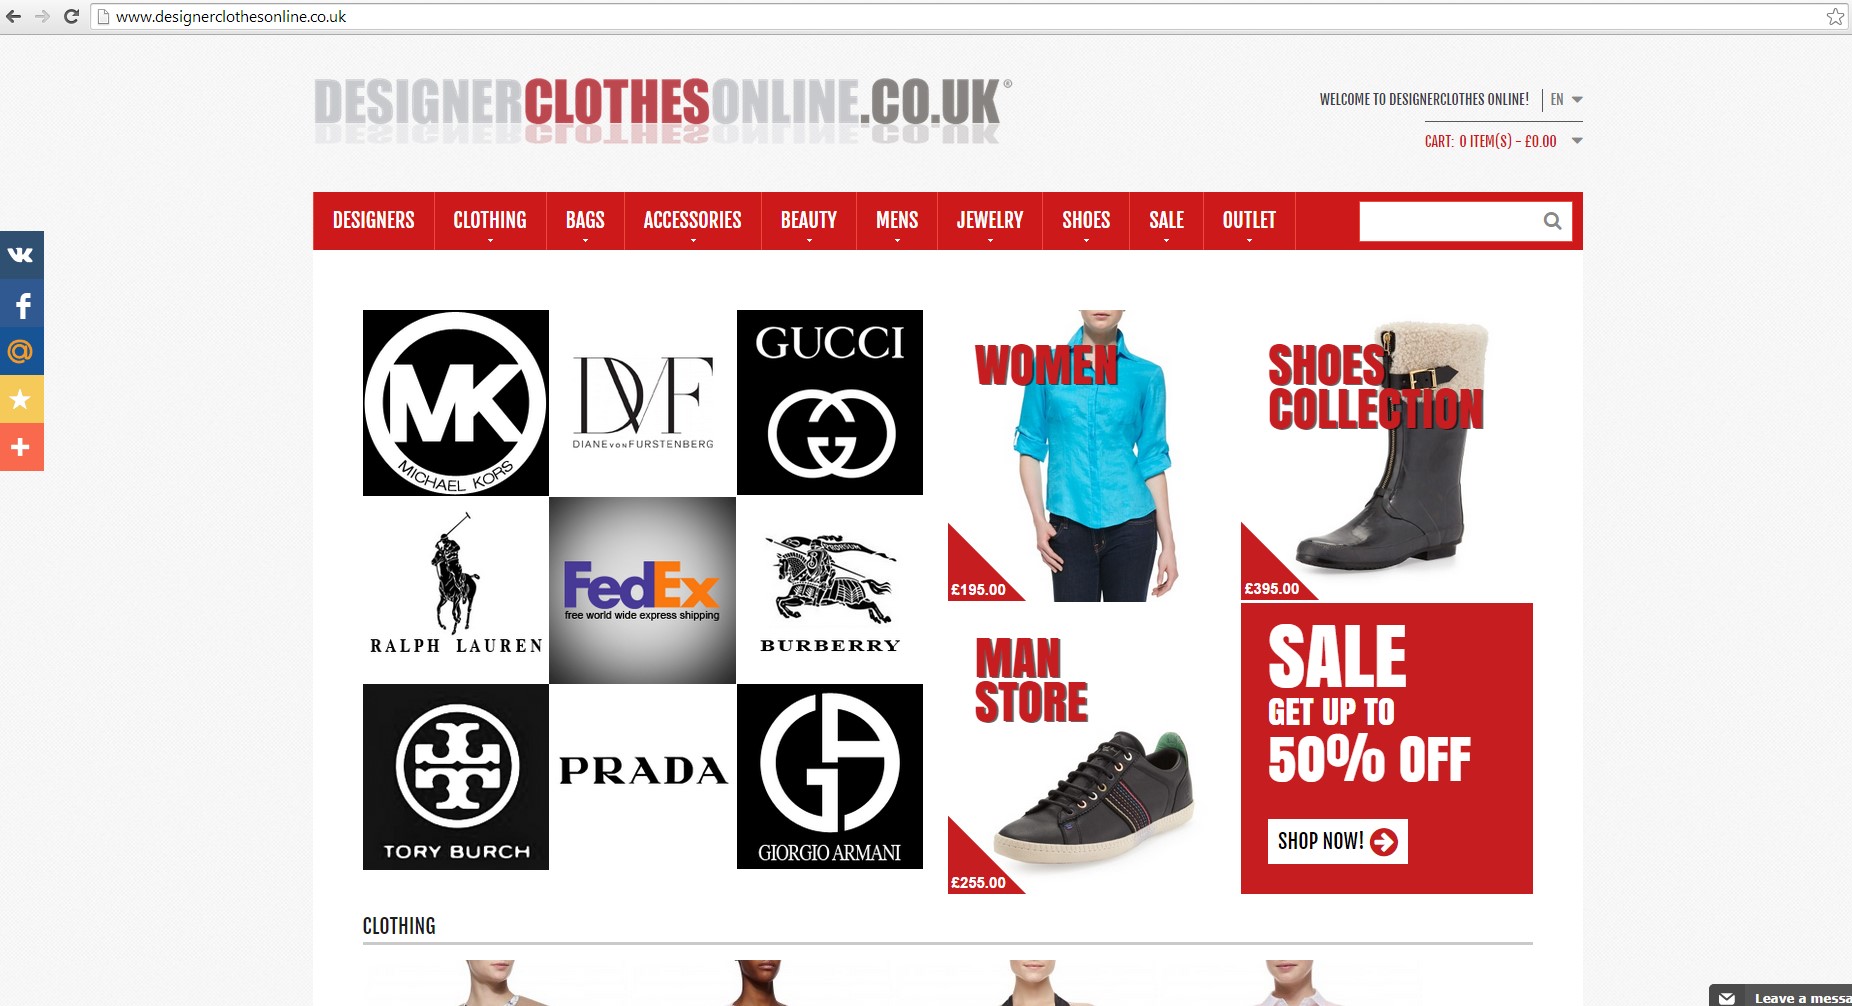 www.designerclothesonline.co.uk
DESIGNERCLOTHESONLINE.CO.UK®
WELCOME TO DESIGNERCLOTHES ONLINE!
EN
CART: 0 ITEM(S) - £0.00
DESIGNERS
CLOTHING
BAGS
ACCESSORIES
BEAUTY
MENS
JEWELRY
SHOES
SALE
OUTLET
MK
MICHAEL KORS
DVF
DIANE VON FURSTENBERG
GUCCI
RALPH LAUREN
FedEx
free world wide express shipping
PRORSUM
BURBERRY
TORY BURCH
PRADA
GA
GIORGIO ARMANI
WOMEN
£195.00
SHOES
COLLECTION
£395.00
MAN
STORE
£255.00
SALE
GET UP TO
50% OFF
SHOP NOW!
CLOTHING
Leave a messa